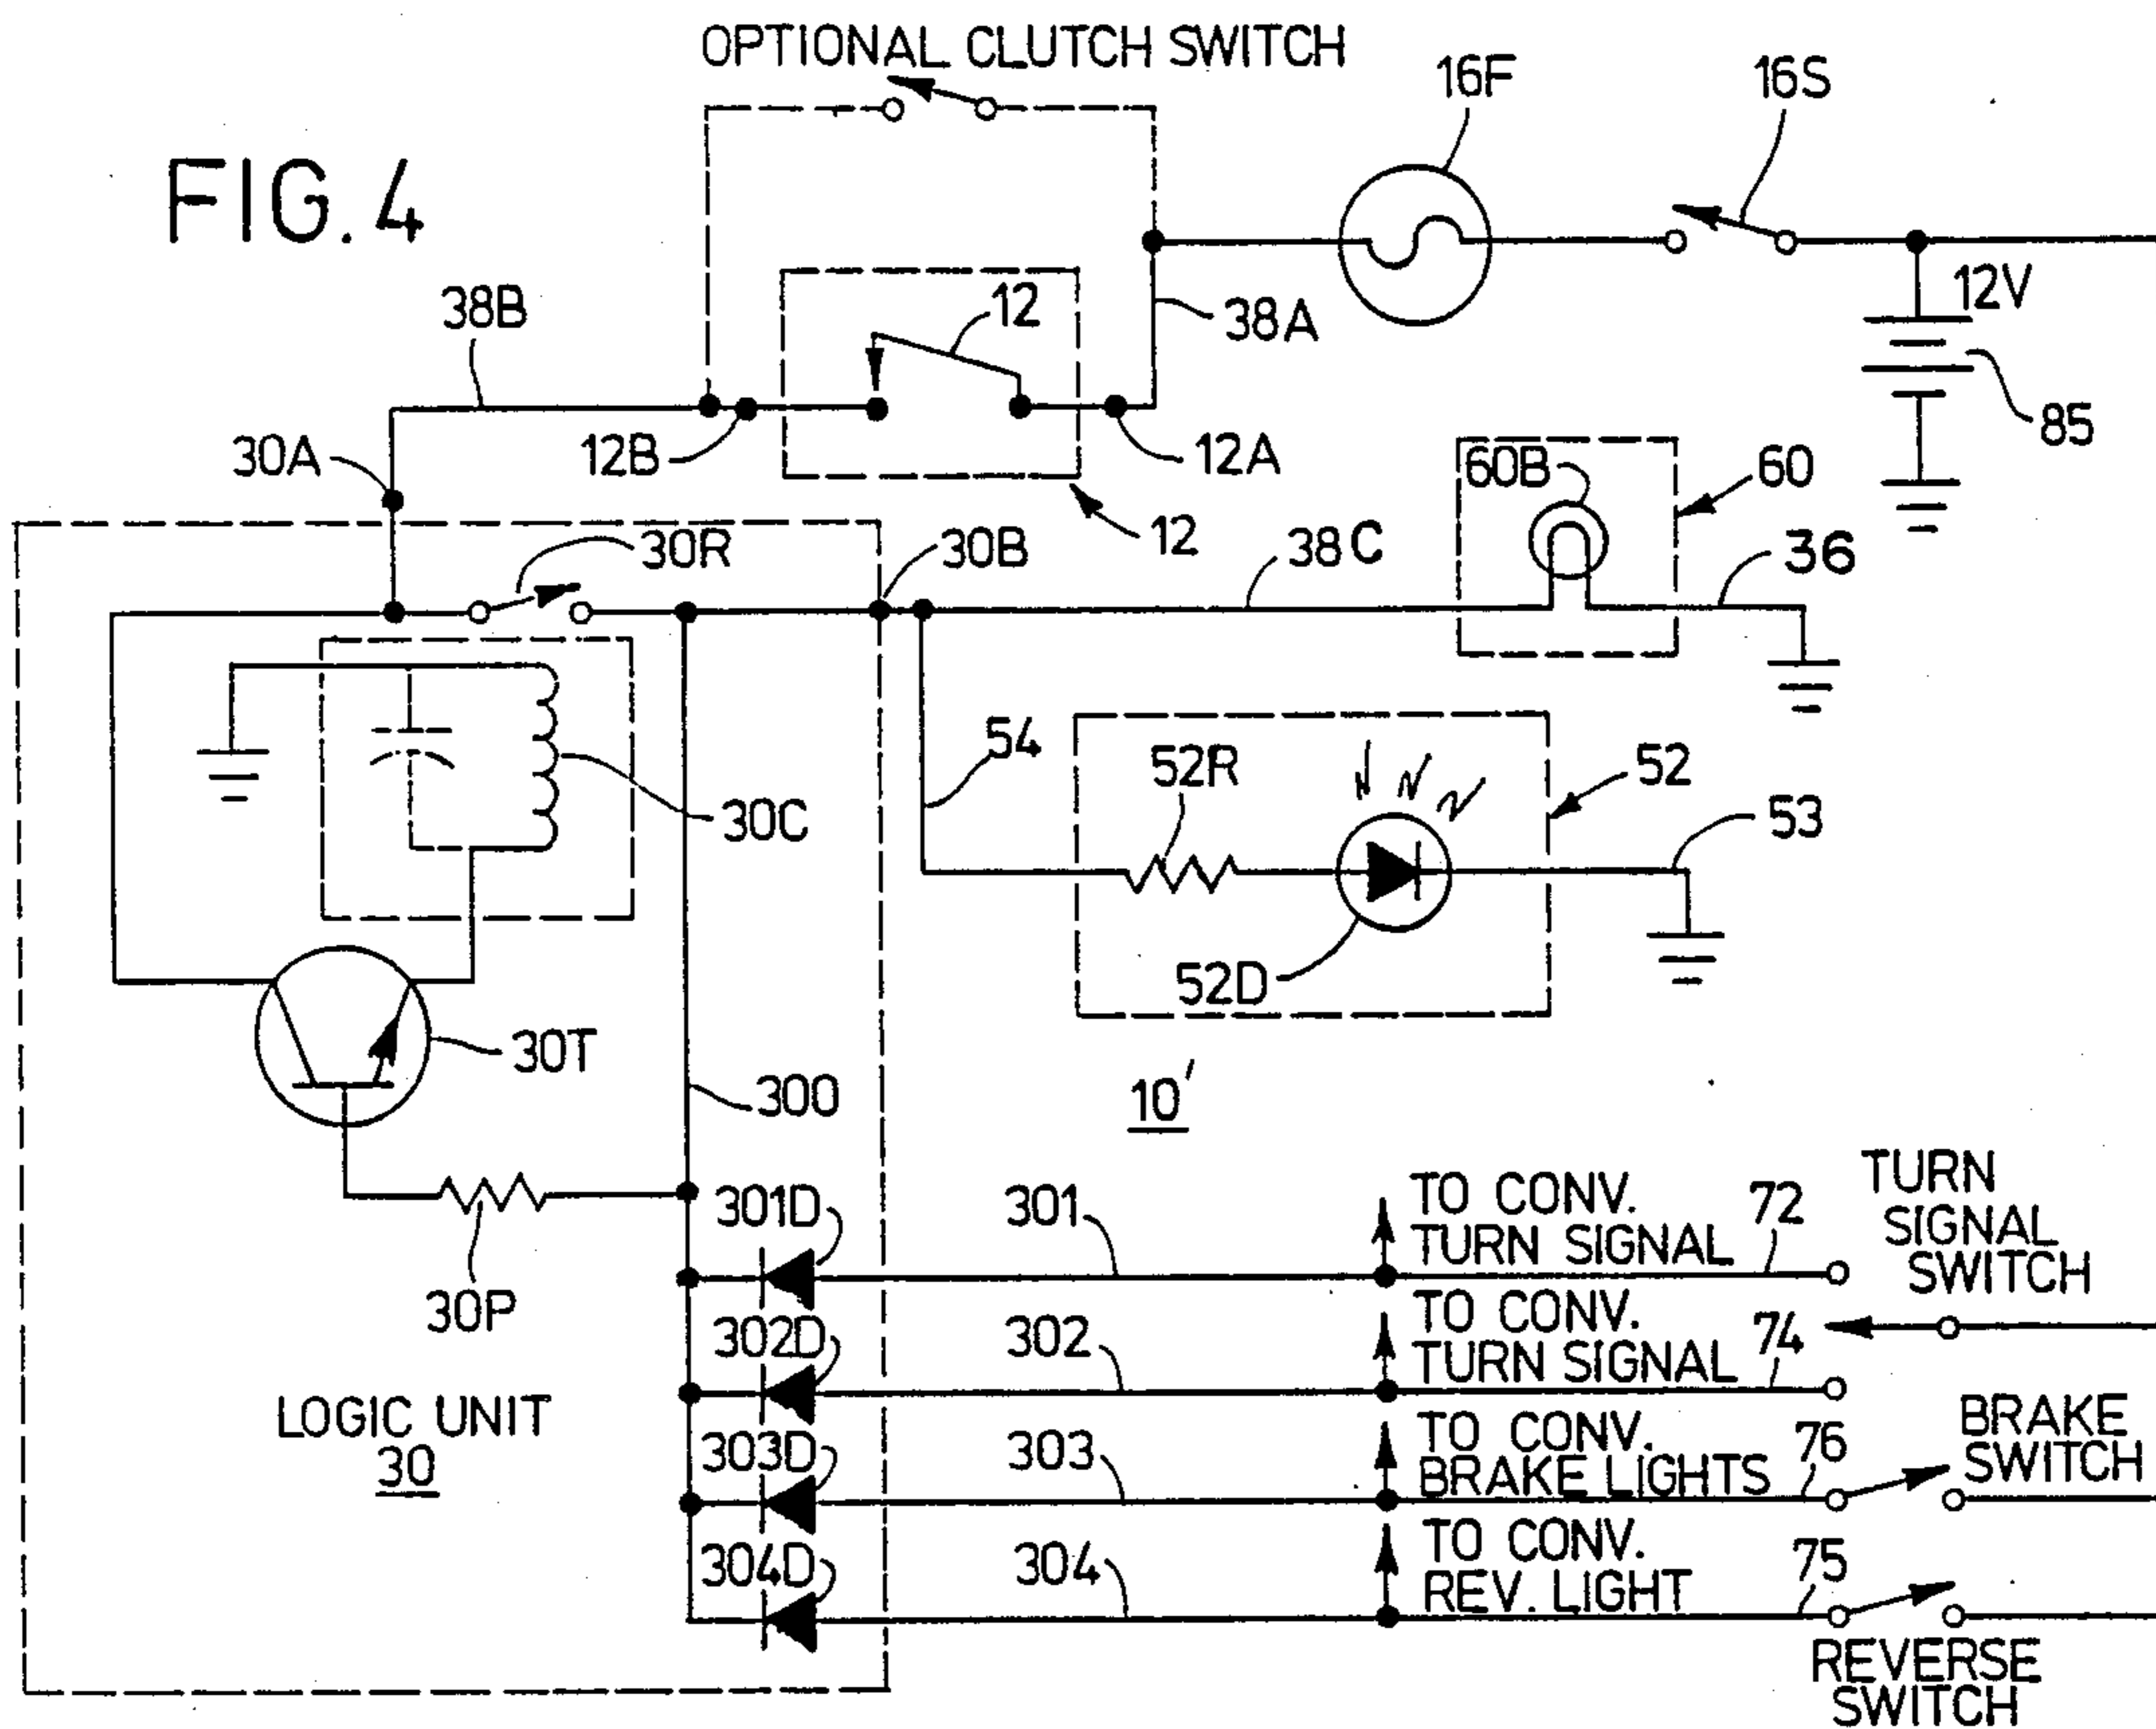 OPTIONAL CLUTCH SWITCH
16F
16S
FIG. 4
12V
38B
12
38A
85
30A
12B
12A
60B
60
12
30R
30B
38C
36
54
52R
52
53
30C
52D
30T
300
10'
TO CONV.
TURN SIGNAL
72
TURN
SIGNAL
SWITCH
301D
301
30P
302D
302
TO CONV.
TURN SIGNAL
74
LOGIC UNIT
30
303D
303
TO CONV.
BRAKE LIGHTS
76
BRAKE
SWITCH
304D
304
TO CONV.
REV. LIGHT
75
REVERSE
SWITCH